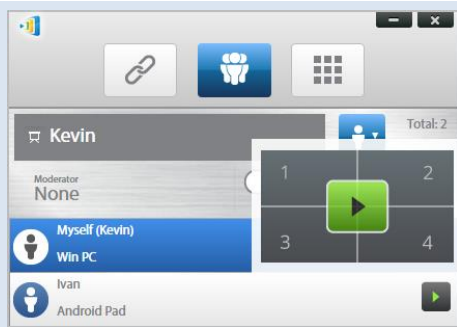 Kevin
Total: 2
Moderator
None
1 2
3 4
Myself (Kevin)
Win PC
Ivan
Android Pad